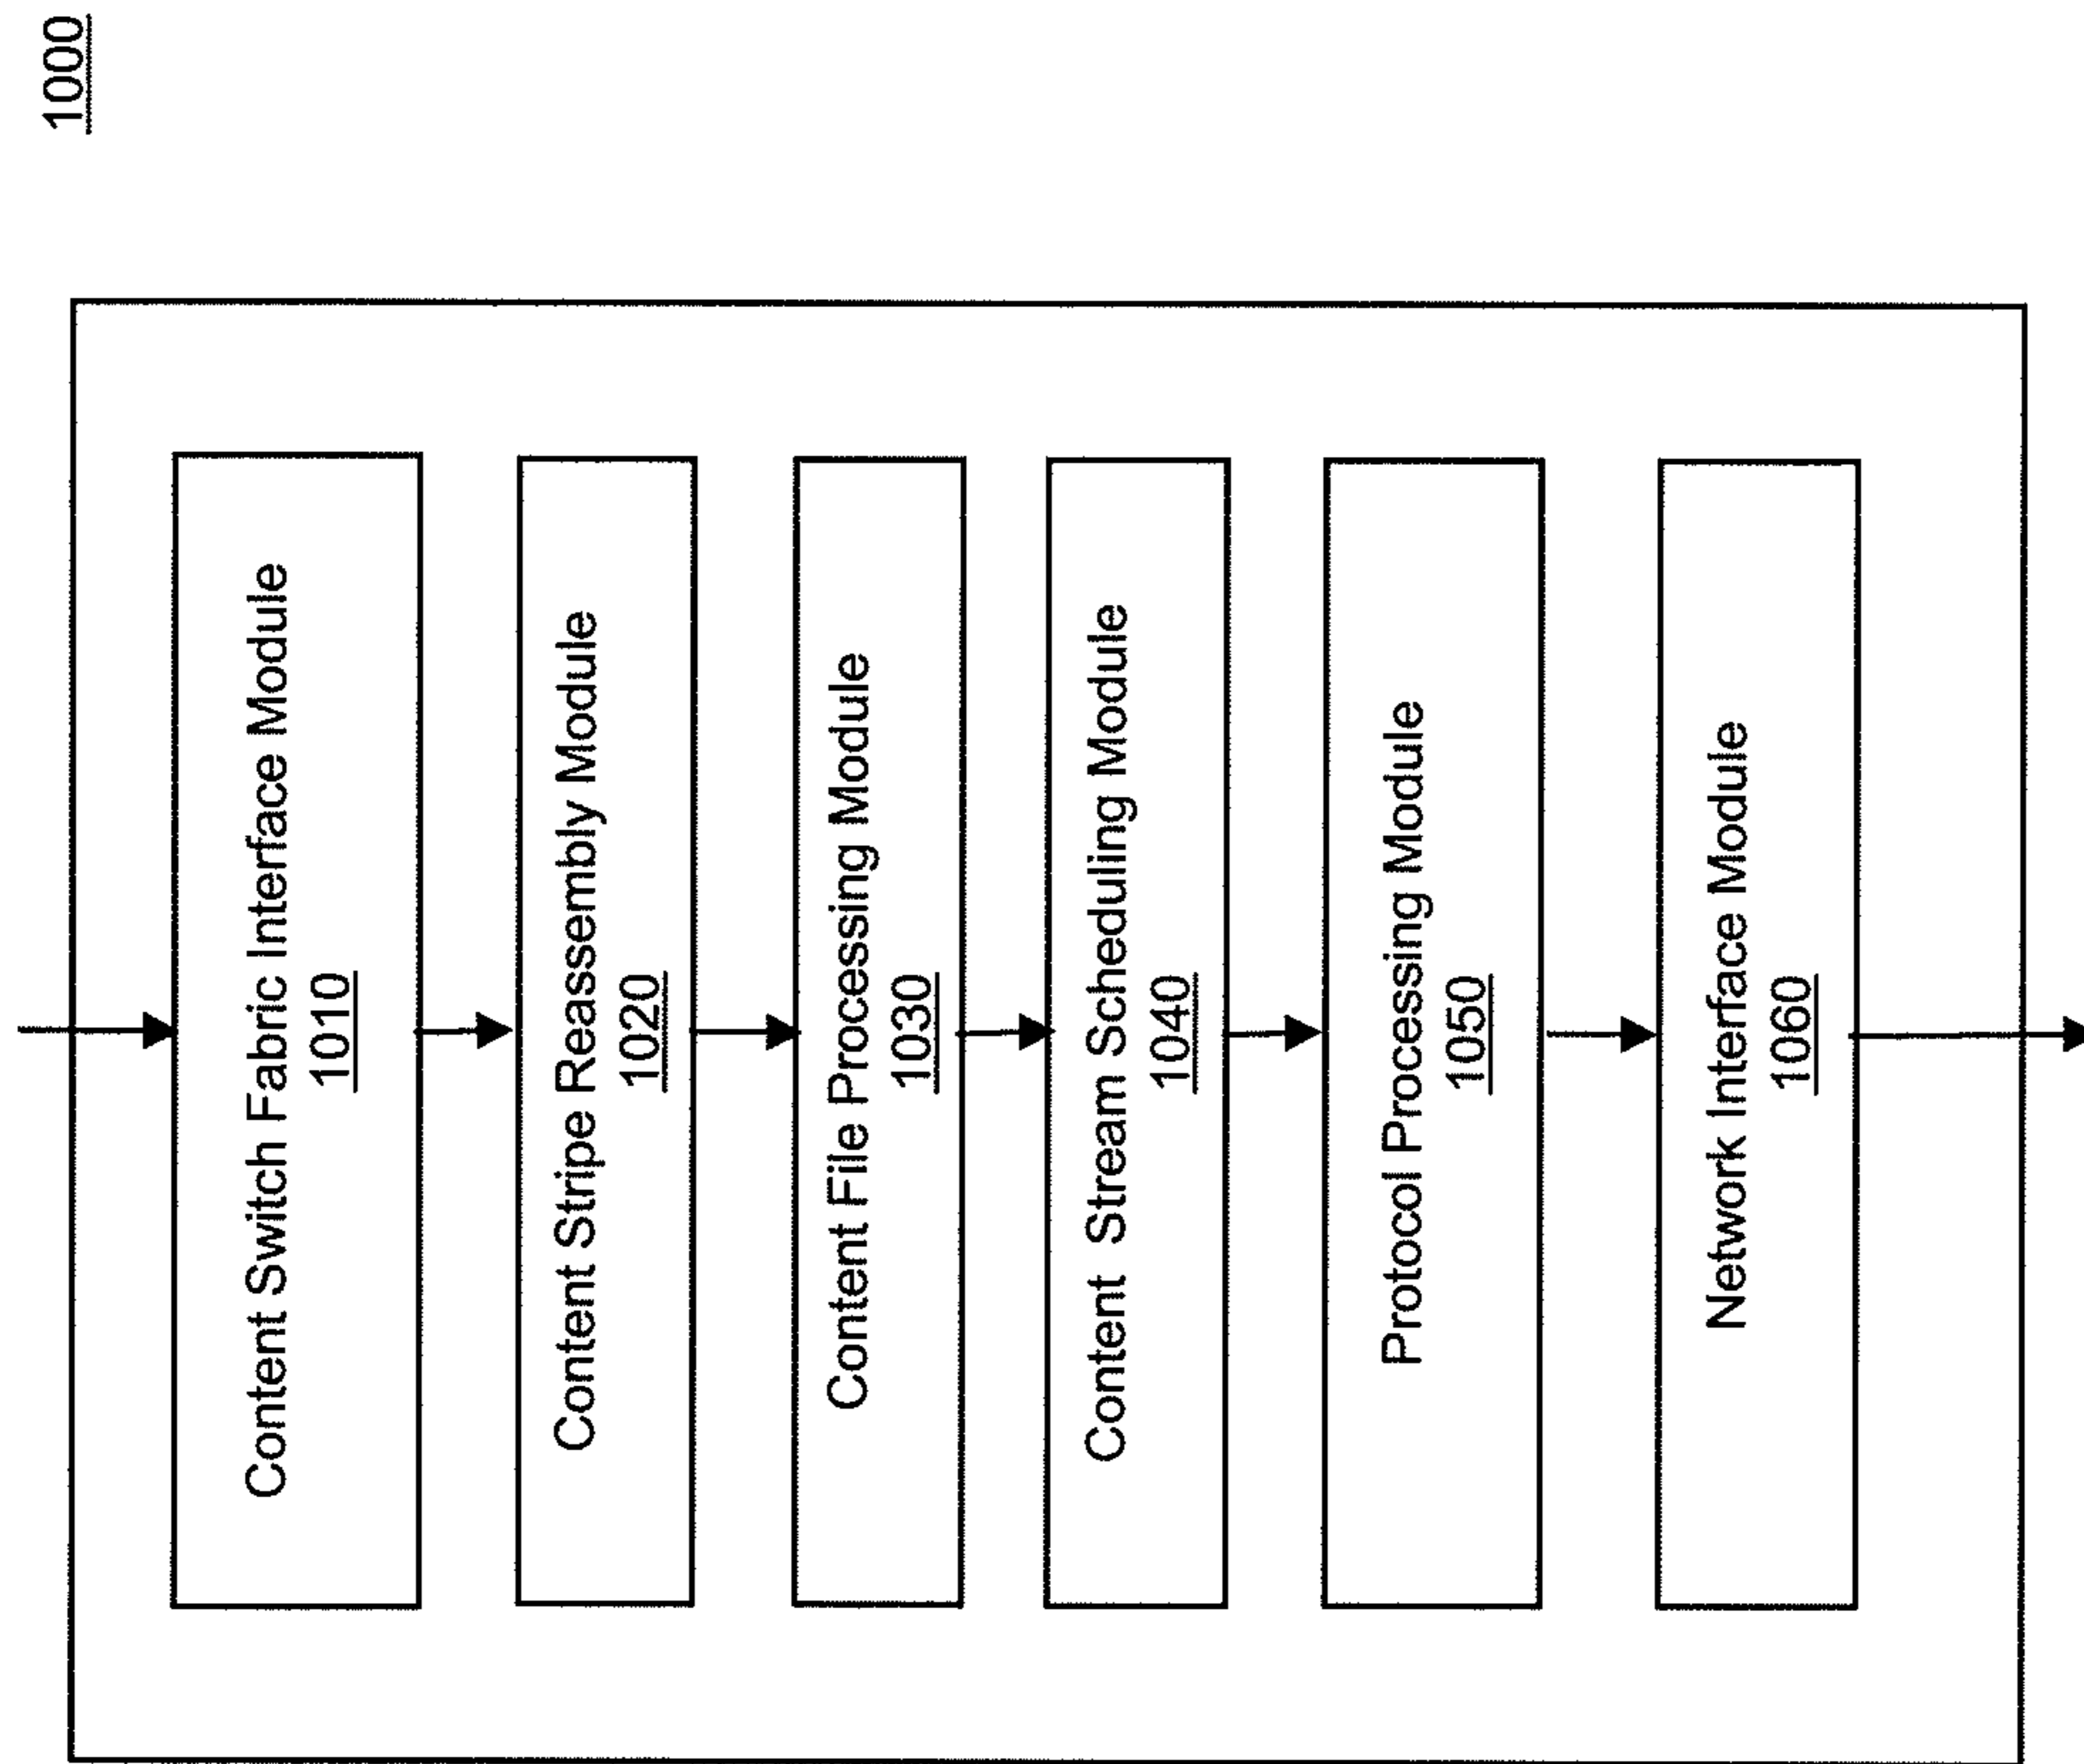 1000
Content Switch Fabric Interface Module
1010
Content Stripe Reassembly Module
1020
Content File Processing Module
1030
Content Stream Scheduling Module
1040
Protocol Processing Module
1050
Network Interface Module
1060